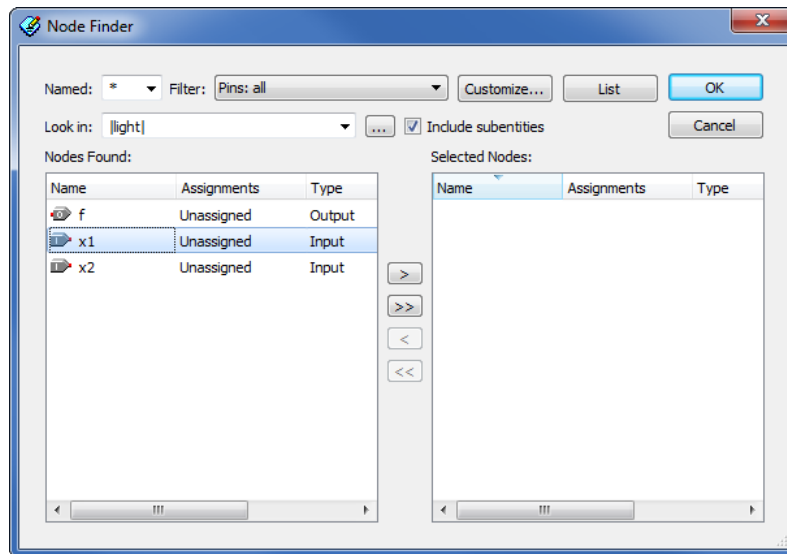 Node Finder
Named: * Filter: Pins: all Customize... List OK
Look in: |light| ... Include subentities Cancel
Nodes Found: Selected Nodes:
Name Assignments Type Name Assignments Type
f Unassigned Output
x1 Unassigned Input
x2 Unassigned Input
>
>>
<
<<